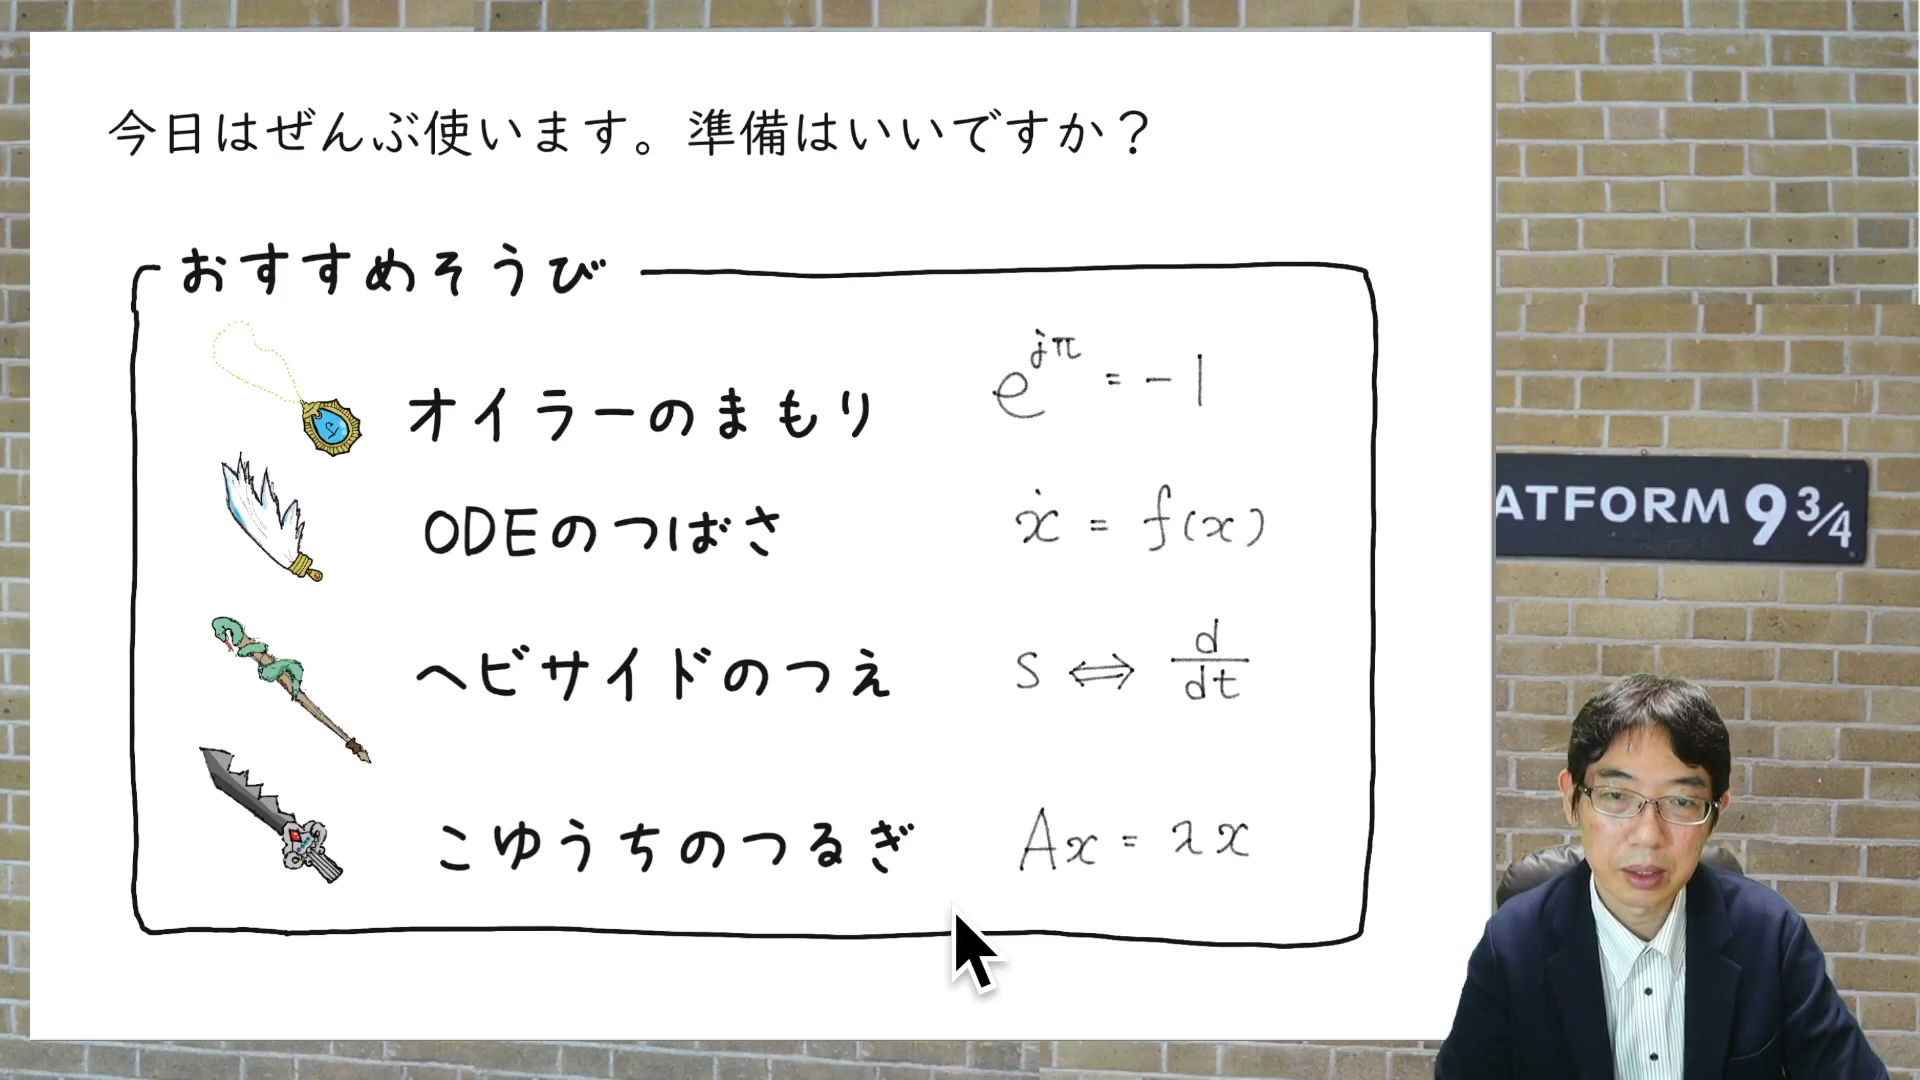 今日はぜんぶ使います。準備はいいですか？
おすすめそうび
オイラーのまもり e^{jπ} = -1
ODEのつばさ ẋ = f(x)
ヘビサイドのつえ s ⟺ d/dt
こゆうちのつるぎ Ax = λx
ATFORM 9 3/4